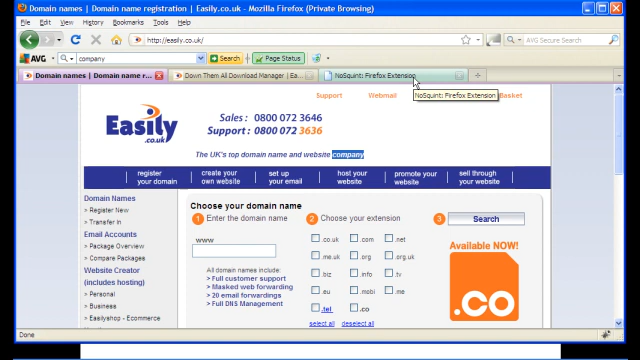 Domain names | Domain name registration | Easily.co.uk - Mozilla Firefox (Private Browsing)
File Edit View History Bookmarks Tools Help
http://easily.co.uk/
AVG Secure Search
AVG company Search Page Status
Domain names | Domain name r...
Down Them All Download Manager | Ea...
NoSquint: Firefox Extension
NoSquint: Firefox Extension
Support Webmail Basket
Easily.co.uk
Sales: 0800 072 3646
Support: 0800 072 3636
The UK's top domain name and website company
register your domain
create your own website
set up your email
host your website
promote your website
sell through your website
Domain Names
> Register New
> Transfer in
Email Accounts
> Package Overview
> Compare Packages
Website Creator
(includes hosting)
> Personal
> Business
> Easilyshop - Ecommerce
Choose your domain name
1 Enter the domain name
2 Choose your extension
3 Search
www
.co.uk .com .net
.me.uk .org .org.uk
.biz .info .tv
.eu .mobi .me
.tel .co
select all deselect all
All domain names include:
> Full customer support
> Masked web forwarding
> 20 email forwardings
> Full DNS Management
Available NOW!
.CO
Done